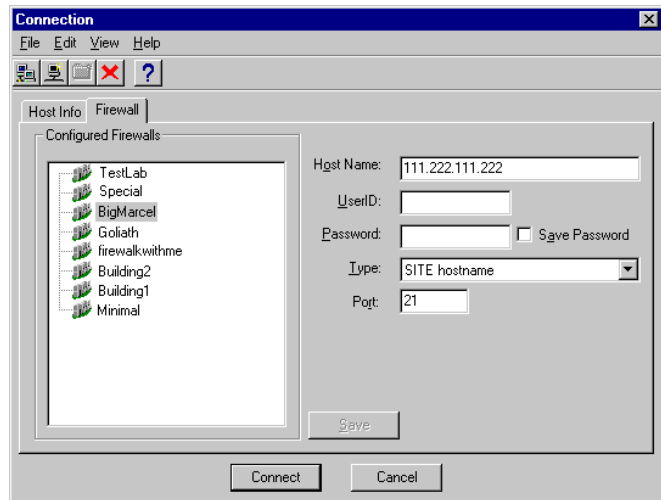 Connection
File Edit View Help
?
Host Info Firewall
Configured Firewalls
TestLab
Special
BigMarcel
Goliath
firewalkwithme
Building2
Building1
Minimal
Host Name: 111.222.111.222
UserID:
Password: Save Password
Type: SITE hostname
Port: 21
Save
Connect Cancel